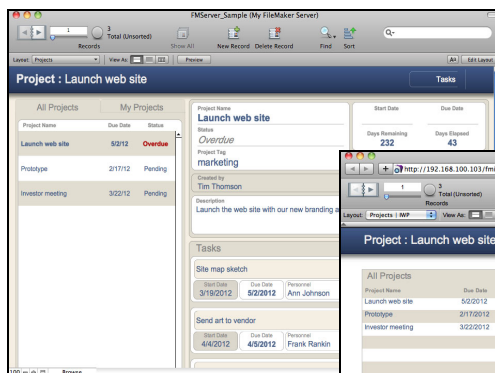 FMServer_Sample (My FileMaker Server)
1
3
Total (Unsorted)
Records
Show All
New Record
Delete Record
Find
Sort
Layout: Projects
View As:
Preview
Aa
Edit Layout
Project : Launch web site
Tasks
All Projects
My Projects
Project Name
Due Date
Status
Launch web site
5/2/12
Overdue
Prototype
2/17/12
Pending
Investor meeting
3/22/12
Pending
Project Name
Launch web site
Status
Overdue
Project Tag
marketing
Created by
Tim Thomson
Description
Launch the web site with our new branding a
Start Date
Due Date
Days Remaining
232
Days Elapsed
43
Tasks
Site map sketch
Start Date
3/19/2012
Due Date
5/2/2012
Personnel
Ann Johnson
Send art to vendor
Start Date
4/4/2012
Due Date
4/5/2012
Personnel
Frank Rankin
100
Browse
http://192.168.100.103/fmi
1
3
Total (Unsorted)
Records
Layout: Projects | IWP
View As:
Project : Launch web site
All Projects
Project Name
Due Date
Launch web site
5/2/2012
Prototype
2/17/2012
Investor meeting
3/22/2012